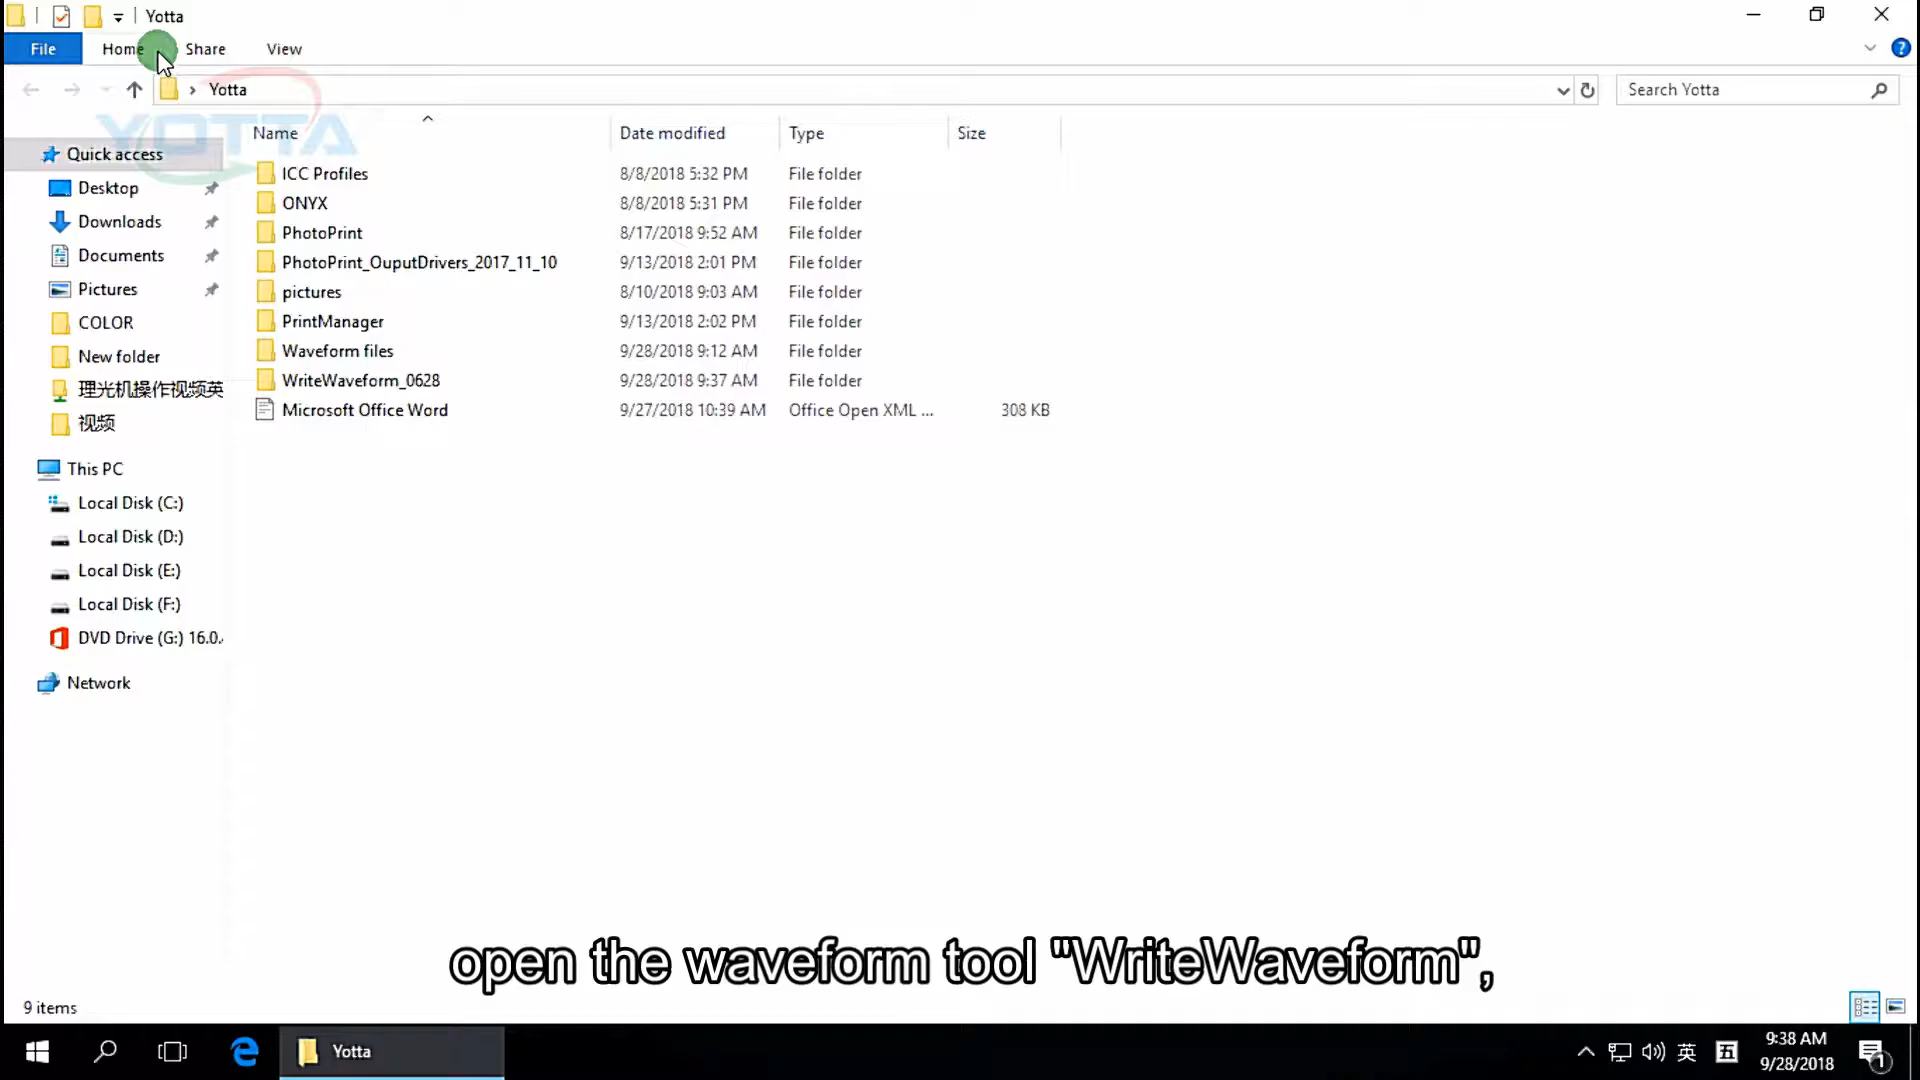 Yotta
File Home Share View
Yotta
Search Yotta
YOTTA
Name Date modified Type Size
Quick access
Desktop
Downloads
Documents
Pictures
COLOR
New folder
理光机操作视频英
视频
This PC
Local Disk (C:)
Local Disk (D:)
Local Disk (E:)
Local Disk (F:)
DVD Drive (G:) 16.0.
Network
ICC Profiles 8/8/2018 5:32 PM File folder
ONYX 8/8/2018 5:31 PM File folder
PhotoPrint 8/17/2018 9:52 AM File folder
PhotoPrint_OuputDrivers_2017_11_10 9/13/2018 2:01 PM File folder
pictures 8/10/2018 9:03 AM File folder
PrintManager 9/13/2018 2:02 PM File folder
Waveform files 9/28/2018 9:12 AM File folder
WriteWaveform_0628 9/28/2018 9:37 AM File folder
Microsoft Office Word 9/27/2018 10:39 AM Office Open XML ... 308 KB
open the waveform tool "WriteWaveform",
9 items
Yotta
英 五
9:38 AM
9/28/2018
1